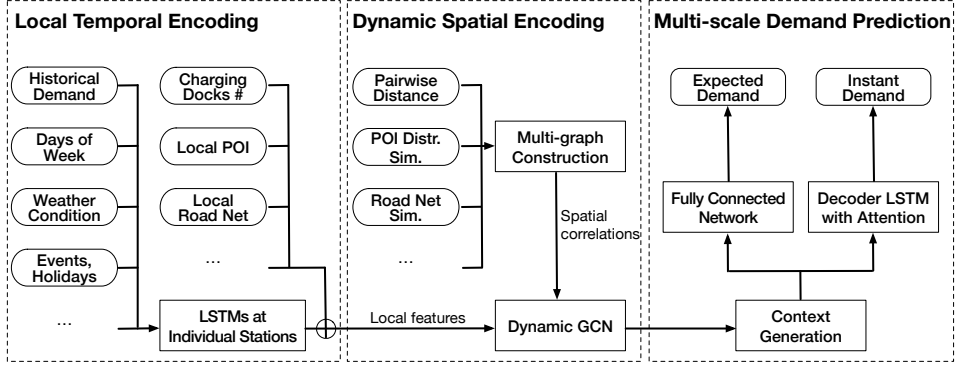 Local Temporal Encoding
Historical
Demand
Days of
Week
Weather
Condition
Events,
Holidays
...
Charging
Docks #
Local POI
Local
Road Net
...
LSTMs at
Individual Stations
Local features
Dynamic Spatial Encoding
Pairwise
Distance
POI Distr.
Sim.
Road Net
Sim.
...
Multi-graph
Construction
Spatial
correlations
Dynamic GCN
Multi-scale Demand Prediction
Expected
Demand
Instant
Demand
Fully Connected
Network
Decoder LSTM
with Attention
Context
Generation